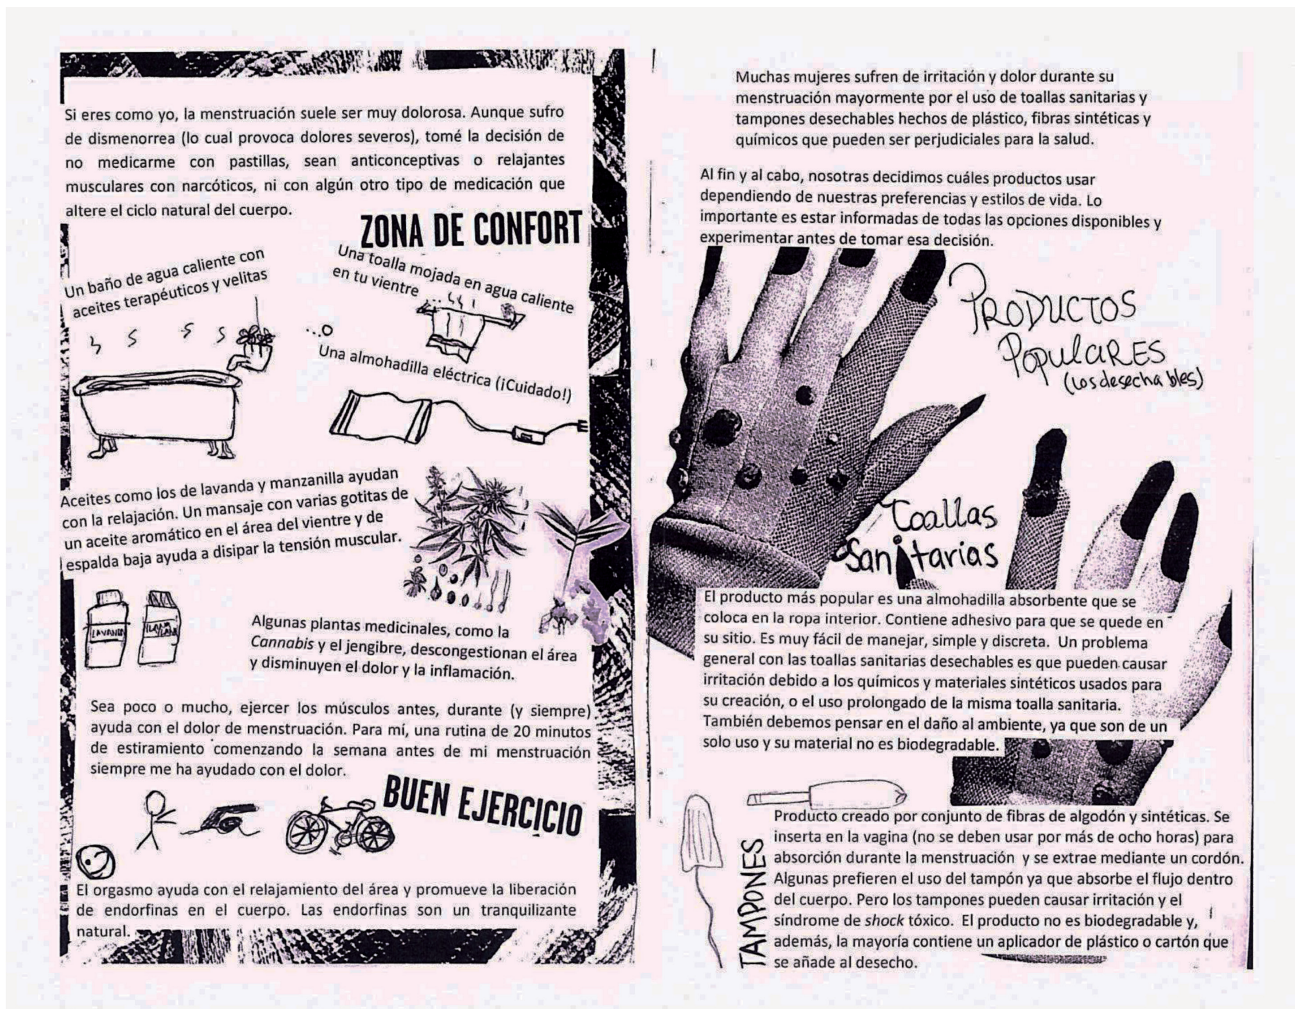 Si eres como yo, la menstruación suele ser muy dolorosa. Aunque sufro
de dismenorrea (lo cual provoca dolores severos), tomé la decisión de
no medicarme con pastillas, sean anticonceptivas o relajantes
musculares con narcóticos, ni con algún otro tipo de medicación que
altere el ciclo natural del cuerpo.
ZONA DE CONFORT
Un baño de agua caliente con
aceites terapéuticos y velitas
Una toalla mojada en agua caliente
en tu vientre
Una almohadilla eléctrica (¡Cuidado!)
Aceites como los de lavanda y manzanilla ayudan
con la relajación. Un mansaje con varias gotitas de
un aceite aromático en el área del vientre y de
espalda baja ayuda a disipar la tensión muscular.
LAVANDA
Algunas plantas medicinales, como la
Cannabis y el jengibre, descongestionan el área
y disminuyen el dolor y la inflamación.
Sea poco o mucho, ejercer los músculos antes, durante (y siempre)
ayuda con el dolor de menstruación. Para mí, una rutina de 20 minutos
de estiramiento comenzando la semana antes de mi menstruación
siempre me ha ayudado con el dolor.
BUEN EJERCICIO
El orgasmo ayuda con el relajamiento del área y promueve la liberación
de endorfinas en el cuerpo. Las endorfinas son un tranquilizante
natural.
Muchas mujeres sufren de irritación y dolor durante su
menstruación mayormente por el uso de toallas sanitarias y
tampones desechables hechos de plástico, fibras sintéticas y
químicos que pueden ser perjudiciales para la salud.
Al fin y al cabo, nosotras decidimos cuáles productos usar
dependiendo de nuestras preferencias y estilos de vida. Lo
importante es estar informadas de todas las opciones disponibles y
experimentar antes de tomar esa decisión.
PRODUCTOS
POPULARES
(Los desechables)
Toallas
Sanitarias
El producto más popular es una almohadilla absorbente que se
coloca en la ropa interior. Contiene adhesivo para que se quede en
su sitio. Es muy fácil de manejar, simple y discreta. Un problema
general con las toallas sanitarias desechables es que pueden causar
irritación debido a los químicos y materiales sintéticos usados para
su creación, o el uso prolongado de la misma toalla sanitaria.
También debemos pensar en el daño al ambiente, ya que son de un
solo uso y su material no es biodegradable.
TAMPONES
Producto creado por conjunto de fibras de algodón y sintéticas. Se
inserta en la vagina (no se deben usar por más de ocho horas) para
absorción durante la menstruación y se extrae mediante un cordón.
Algunas prefieren el uso del tampón ya que absorbe el flujo dentro
del cuerpo. Pero los tampones pueden causar irritación y el
síndrome de shock tóxico. El producto no es biodegradable y,
además, la mayoría contiene un aplicador de plástico o cartón que
se añade al desecho.